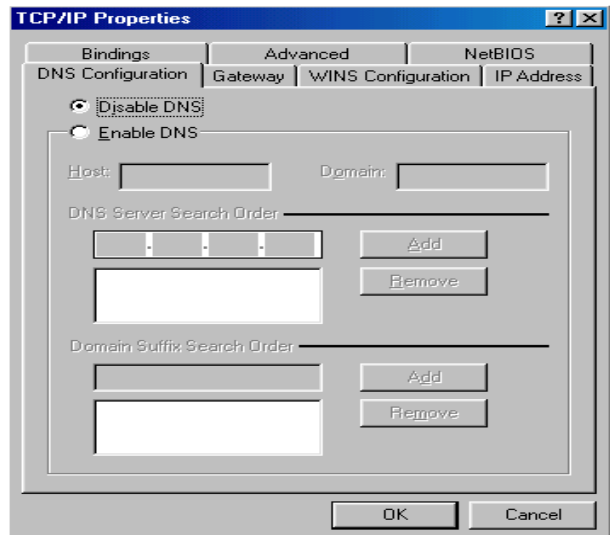 TCP/IP Properties
Bindings Advanced NetBIOS
DNS Configuration Gateway WINS Configuration IP Address
Disable DNS
Enable DNS
Host: Domain:
DNS Server Search Order
Add
Remove
Domain Suffix Search Order
Add
Remove
OK Cancel